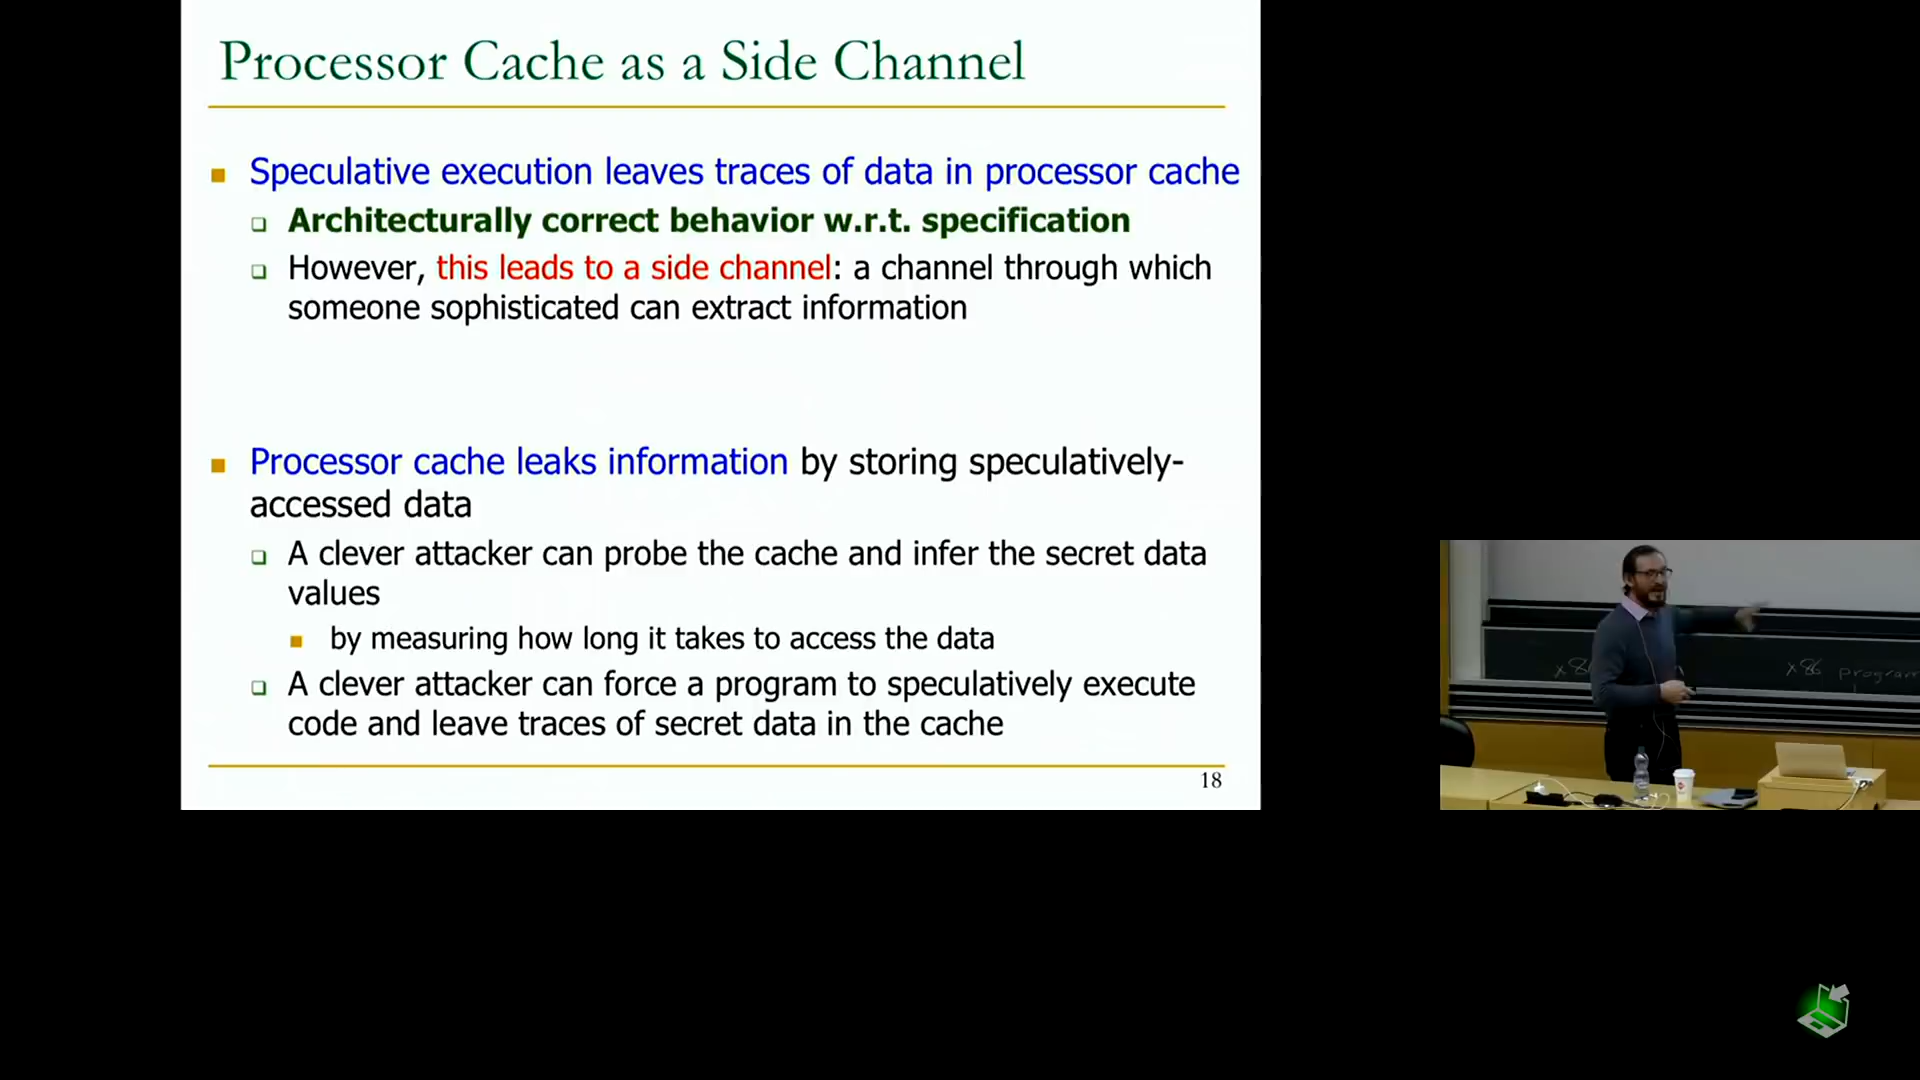 Processor Cache as a Side Channel
Speculative execution leaves traces of data in processor cache
Architecturally correct behavior w.r.t. specification
However, this leads to a side channel: a channel through which
someone sophisticated can extract information
Processor cache leaks information by storing speculatively-
accessed data
A clever attacker can probe the cache and infer the secret data
values
by measuring how long it takes to access the data
A clever attacker can force a program to speculatively execute
code and leave traces of secret data in the cache
18
x86 program